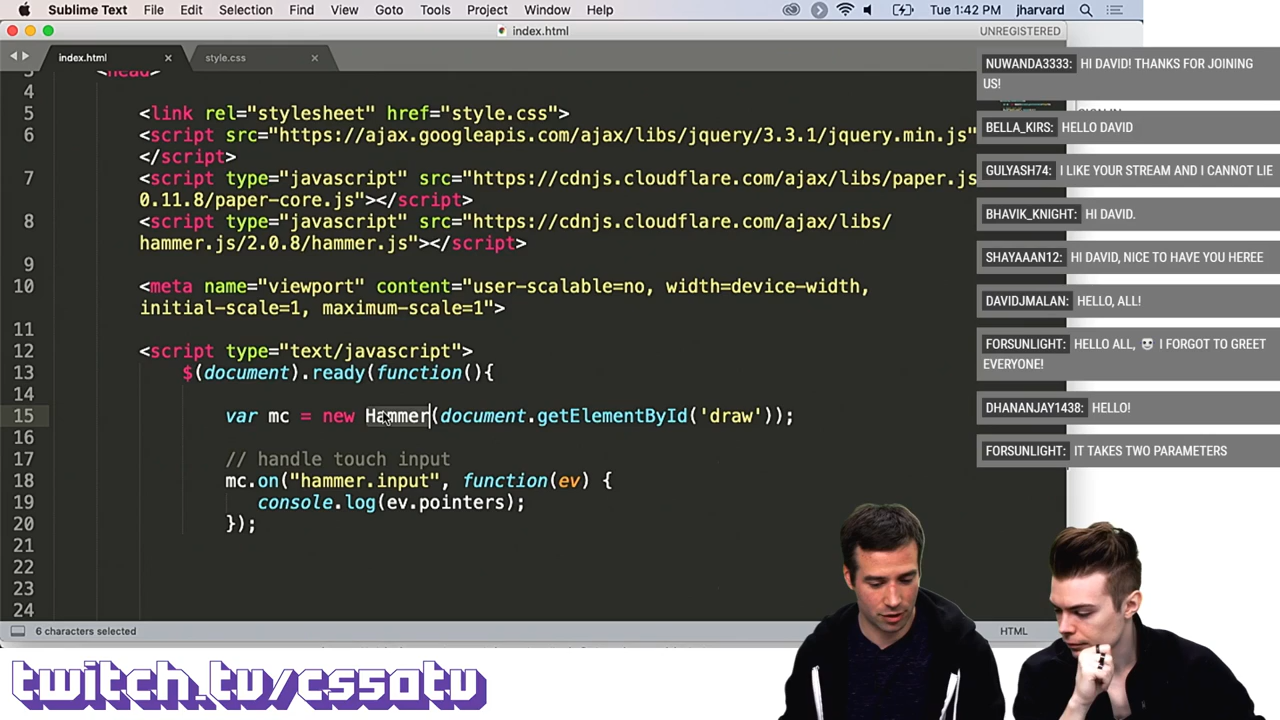 Sublime Text File Edit Selection Find View Goto Tools Project Window Help Tue 1:42 PM jharvard
index.html UNREGISTERED
index.html × style.css ×
3 <head>
4
5 <link rel="stylesheet" href="style.css">
6 <script src="https://ajax.googleapis.com/ajax/libs/jquery/3.3.1/jquery.min.js"
</script>
7 <script type="javascript" src="https://cdnjs.cloudflare.com/ajax/libs/paper.js
0.11.8/paper-core.js"></script>
8 <script type="javascript" src="https://cdnjs.cloudflare.com/ajax/libs/
hammer.js/2.0.8/hammer.js"></script>
9
10 <meta name="viewport" content="user-scalable=no, width=device-width,
initial-scale=1, maximum-scale=1">
11
12 <script type="text/javascript">
13 $(document).ready(function(){
14
15 var mc = new Hammer(document.getElementById('draw'));
16
17 // handle touch input
18 mc.on("hammer.input", function(ev) {
19 console.log(ev.pointers);
20 });
21
22
23
24
6 characters selected HTML
NUWANDA3333: HI DAVID! THANKS FOR JOINING
US!
SIGN IN
BELLA_KIRS: HELLO DAVID
GULYASH74: I LIKE YOUR STREAM AND I CANNOT LIE
BHAVIK_KNIGHT: HI DAVID.
SHAYAAAN12: HI DAVID, NICE TO HAVE YOU HEREE
DAVIDJMALAN: HELLO, ALL!
FORSUNLIGHT: HELLO ALL, I FORGOT TO GREET
EVERYONE!
DHANANJAY1438: HELLO!
FORSUNLIGHT: IT TAKES TWO PARAMETERS
twitch.tv/cs50tv